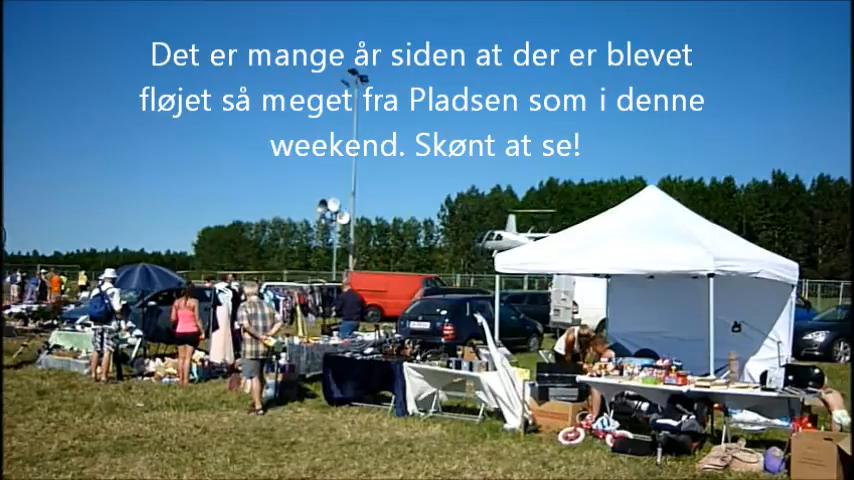 Det er mange år siden at der er blevet
fløjet så meget fra Pladsen som i denne
weekend. Skønt at se!